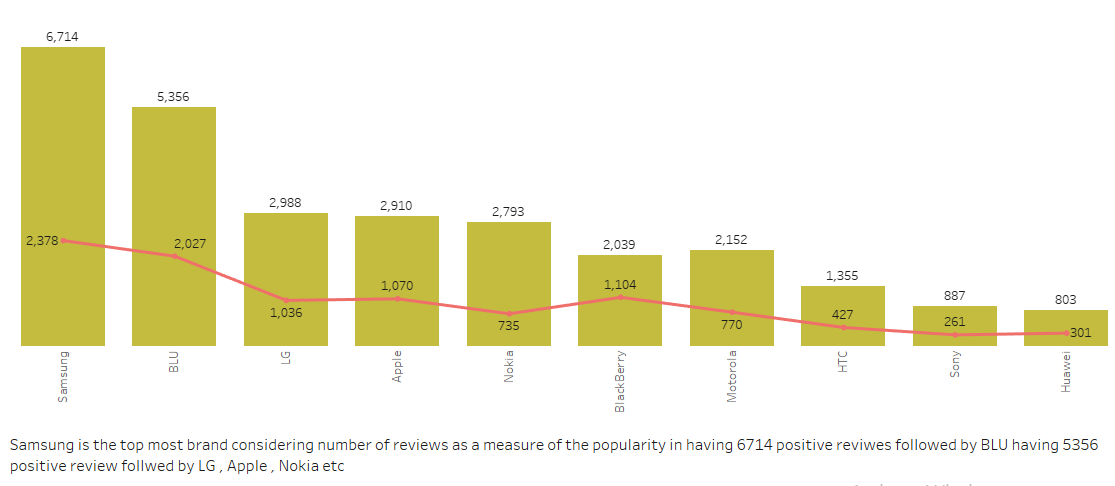 6,714
5,356
2,988
2,910
2,793
2,039
2,152
1,355
887
803
2,378
2,027
1,036
1,070
735
1,104
770
427
261
301
Samsung
BLU
LG
Apple
Nokia
BlackBerry
Motorola
HTC
Sony
Huawei
Samsung is the top most brand considering number of reviews as a measure of the popularity in having 6714 positive reviwes followed by BLU having 5356
positive review follwed by LG , Apple , Nokia etc